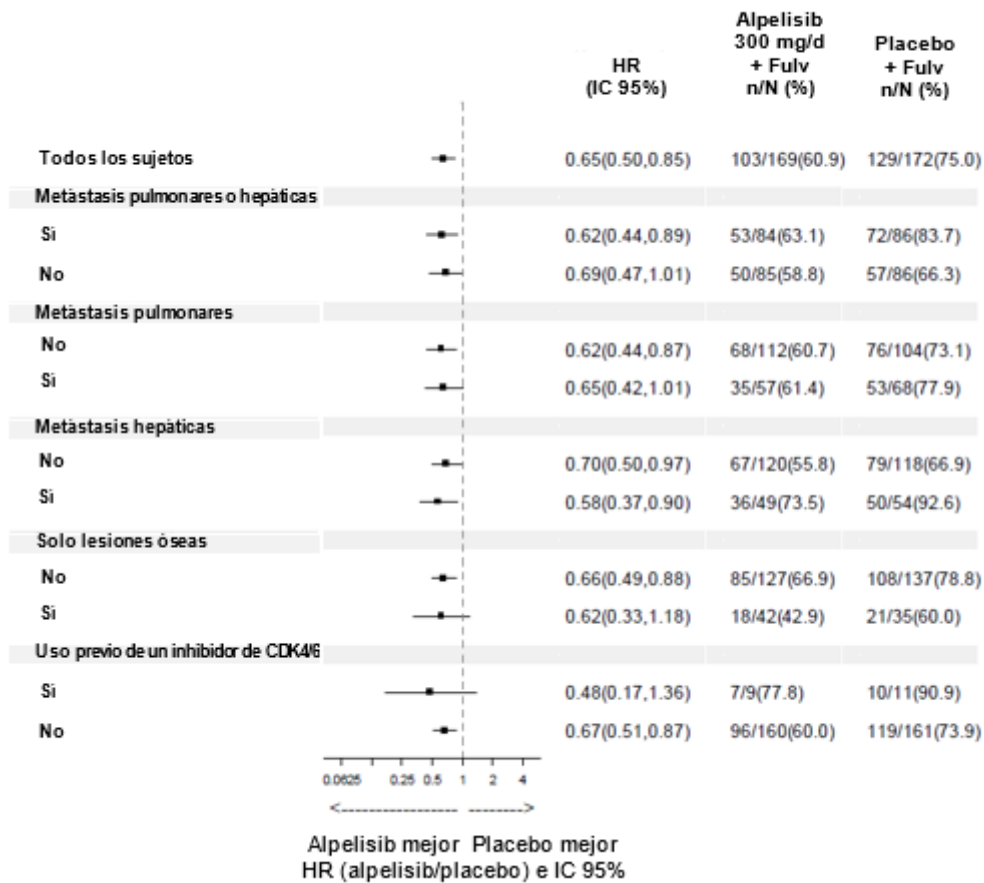 HR
(IC 95%)
Alpelisib
300 mg/d
+ Fulv
n/N (%)
Placebo
+ Fulv
n/N (%)
Todos los sujetos 0.65(0.50,0.85) 103/169(60.9) 129/172(75.0)
Metàstasis pulmonares o hepàticas
Sì 0.62(0.44,0.89) 53/84(63.1) 72/86(83.7)
No 0.69(0.47,1.01) 50/85(58.8) 57/86(66.3)
Metàstasis pulmonares
No 0.62(0.44,0.87) 68/112(60.7) 76/104(73.1)
Sì 0.65(0.42,1.01) 35/57(61.4) 53/68(77.9)
Metàstasis hepàticas
No 0.70(0.50,0.97) 67/120(55.8) 79/118(66.9)
Sì 0.58(0.37,0.90) 36/49(73.5) 50/54(92.6)
Solo lesiones òseas
No 0.66(0.49,0.88) 85/127(66.9) 108/137(78.8)
Sì 0.62(0.33,1.18) 18/42(42.9) 21/35(60.0)
Uso previo de un inhibidor de CDK4/6
Sì 0.48(0.17,1.36) 7/9(77.8) 10/11(90.9)
No 0.67(0.51,0.87) 96/160(60.0) 119/161(73.9)
0.0625 0.25 0.5 1 2 4
Alpelisib mejor Placebo mejor
HR (alpelisib/placebo) e IC 95%